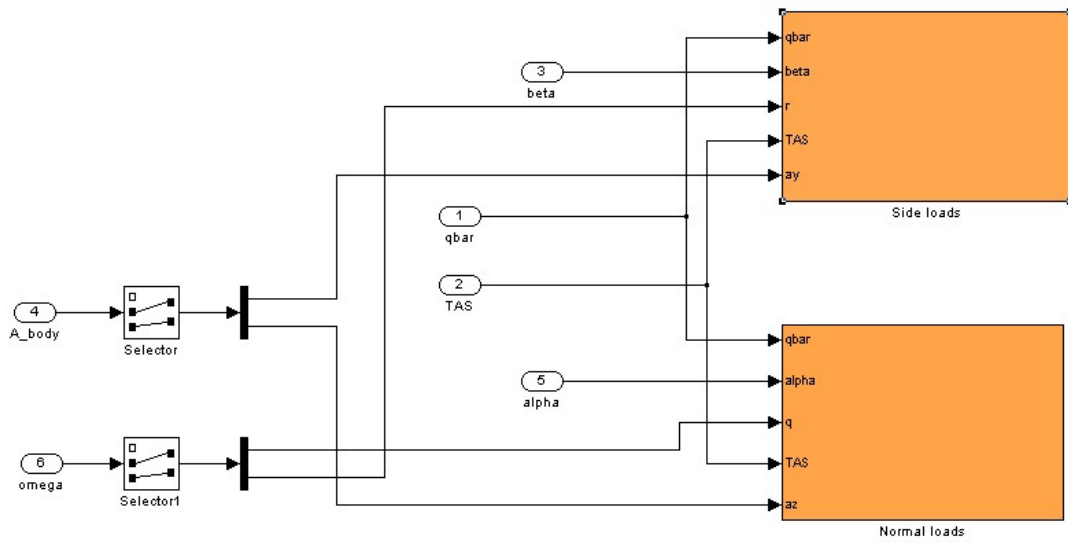 qbar
beta
r
TAS
ay
Side loads
3
beta
1
qbar
2
TAS
4
A_body
Selector
qbar
alpha
q
TAS
az
Normal loads
5
alpha
6
omega
Selector1